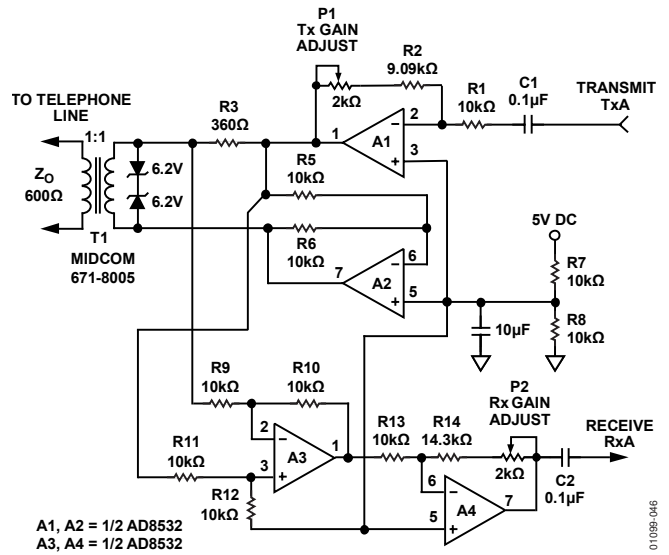 P1
Tx GAIN
ADJUST
2kΩ
R2
9.09kΩ
R1
10kΩ
C1
0.1µF
TRANSMIT
TxA
TO TELEPHONE
LINE
1:1
ZO
600Ω
6.2V
6.2V
T1
MIDCOM
671-8005
R3
360Ω
1
A1
2
3
R5
10kΩ
R6
10kΩ
7
A2
6
5
5V DC
R7
10kΩ
R8
10kΩ
10µF
R9
10kΩ
R10
10kΩ
R11
10kΩ
R12
10kΩ
2
3
A3
1
R13
10kΩ
R14
14.3kΩ
P2
Rx GAIN
ADJUST
2kΩ
6
5
A4
7
C2
0.1µF
RECEIVE
RxA
A1, A2 = 1/2 AD8532
A3, A4 = 1/2 AD8532
01099-046